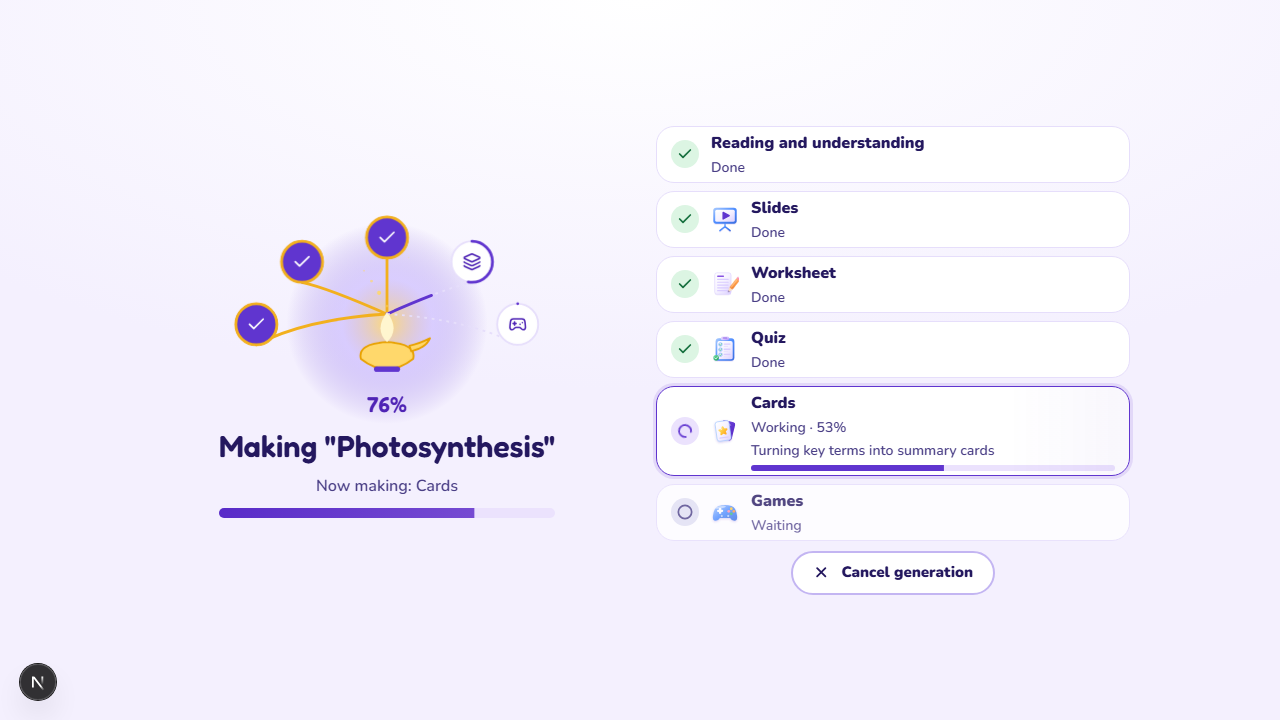 76%
Making "Photosynthesis"
Now making: Cards
Reading and understanding
Done
Slides
Done
Worksheet
Done
Quiz
Done
Cards
Working · 53%
Turning key terms into summary cards
Games
Waiting
Cancel generation
N